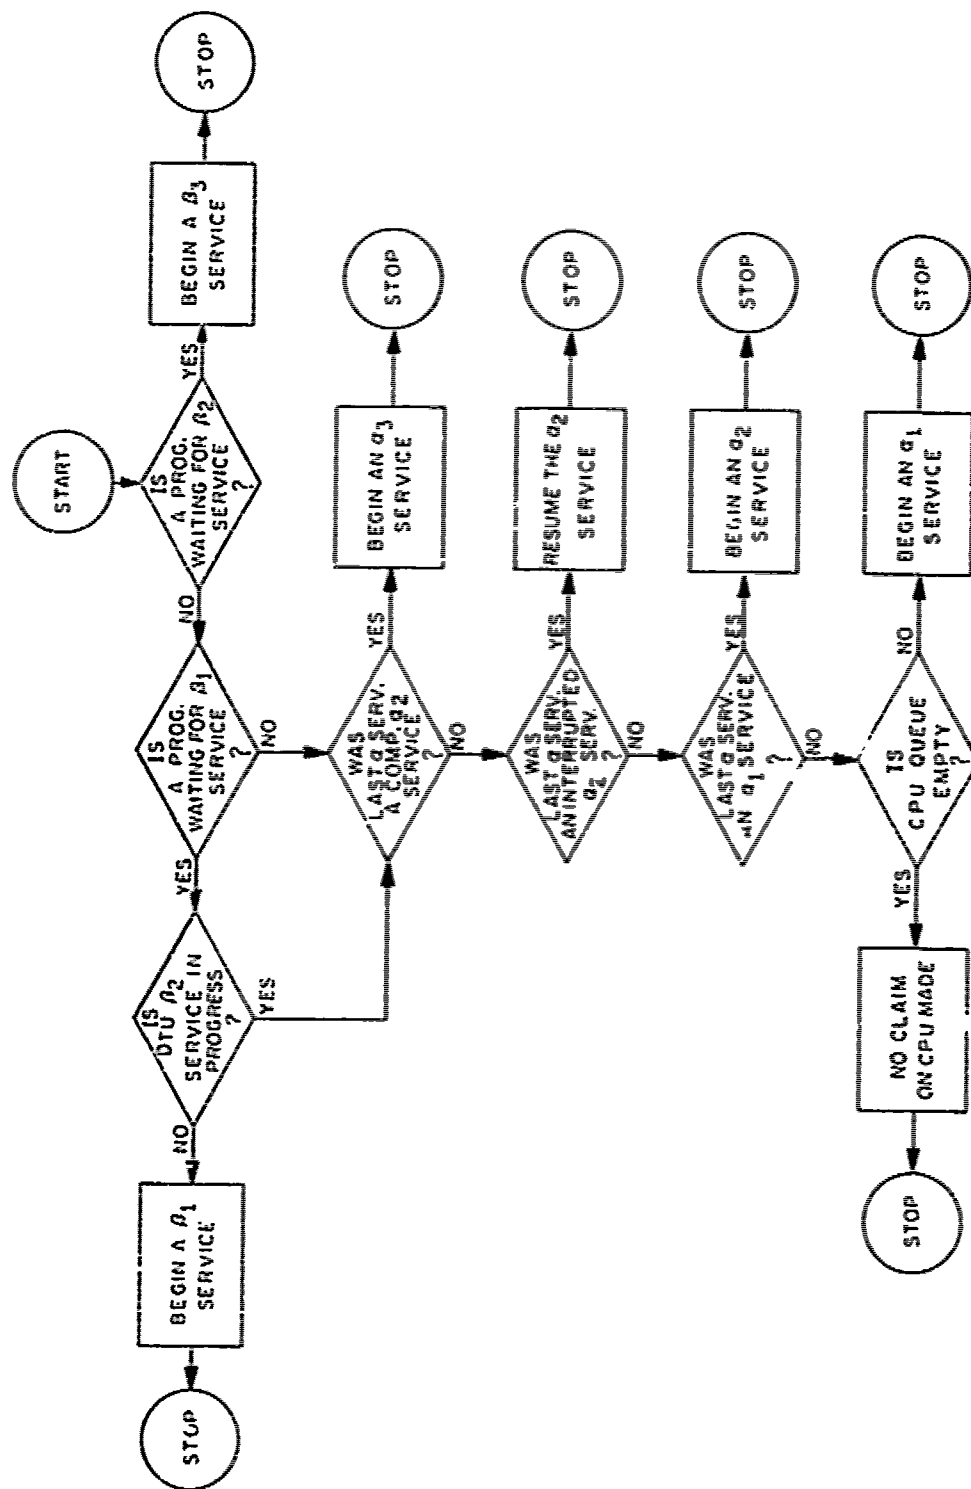 START
IS
A PROG.
WAITING FOR β2
SERVICE
?
YES
BEGIN A β3
SERVICE
STOP
NO
IS
A PROG.
WAITING FOR β1
SERVICE
?
YES
IS
DTU β2
SERVICE IN
PROGRESS
?
NO
BEGIN A β1
SERVICE
STOP
YES
NO
WAS
LAST α SERV.
A COMP. α2
SERVICE
?
YES
BEGIN AN α3
SERVICE
STOP
NO
WAS
LAST α SERV.
AN INTERRUPTED
α2 SERV.
?
YES
RESUME THE α2
SERVICE
STOP
NO
WAS
LAST α SERV.
AN α1 SERVICE
?
YES
BEGIN AN α2
SERVICE
STOP
NO
IS
CPU QUEUE
EMPTY
?
NO
BEGIN AN α1
SERVICE
STOP
YES
NO CLAIM
ON CPU MADE
STOP